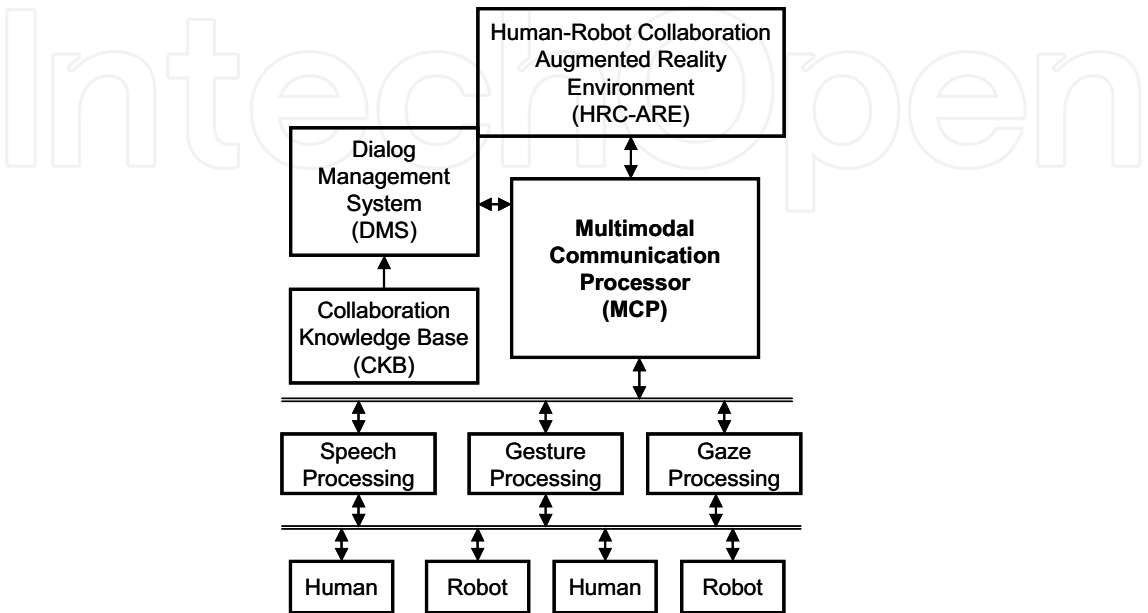 IntechOpen
Human-Robot Collaboration
Augmented Reality
Environment
(HRC-ARE)
Dialog
Management
System
(DMS)
Multimodal
Communication
Processor
(MCP)
Collaboration
Knowledge Base
(CKB)
Speech
Processing
Gesture
Processing
Gaze
Processing
Human
Robot
Human
Robot